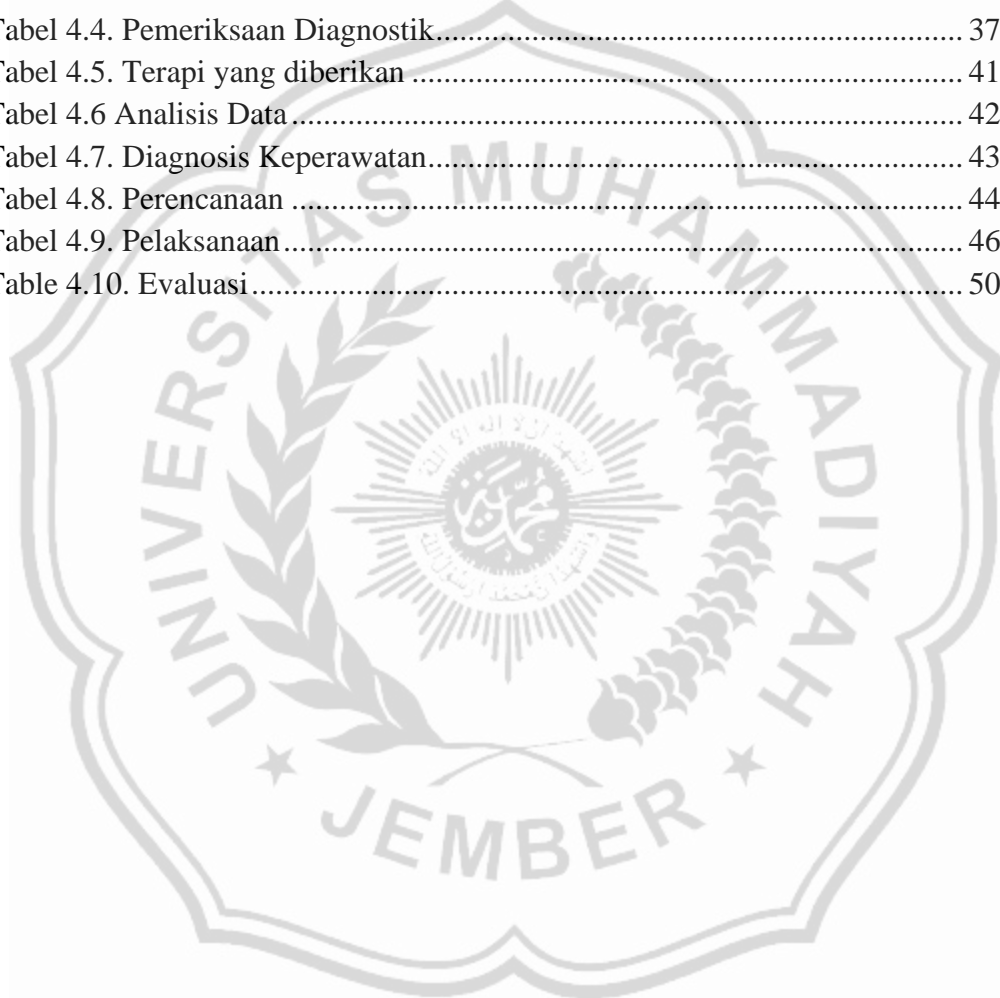 Tabel 4.4. Pemeriksaan Diagnostik............................................................... 37
Tabel 4.5. Terapi yang diberikan.................................................................. 41
Tabel 4.6 Analisis Data................................................................................. 42
Tabel 4.7. Diagnosis Keperawatan................................................................ 43
Tabel 4.8. Perencanaan................................................................................. 44
Tabel 4.9. Pelaksanaan.................................................................................. 46
Table 4.10. Evaluasi...................................................................................... 50
UNIVERSITAS MUHAMMADIYAH
JEMBER